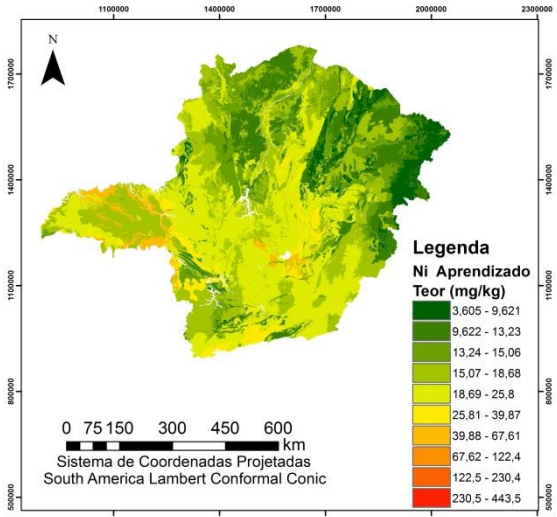 1100000 1400000 1700000 2000000 2300000
N
1700000 1700000
1400000 1400000
1100000 1100000
800000 800000
500000 500000
Legenda
Ni Aprendizado
Teor (mg/kg)
3,605 - 9,621
9,622 - 13,23
13,24 - 15,06
15,07 - 18,68
18,69 - 25,8
25,81 - 39,87
39,88 - 67,61
67,62 - 122,4
122,5 - 230,4
230,5 - 443,5
0 75 150 300 450 600
km
Sistema de Coordenadas Projetadas
South America Lambert Conformal Conic